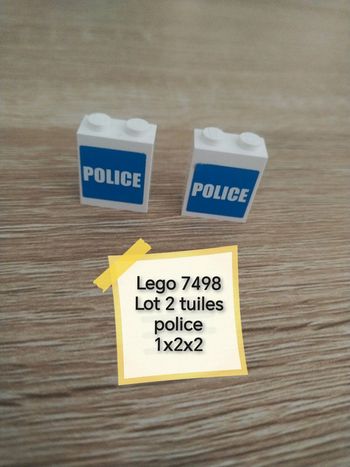 POLICE
POLICE
Lego 7498
Lot 2 tuiles
police
1x2x2